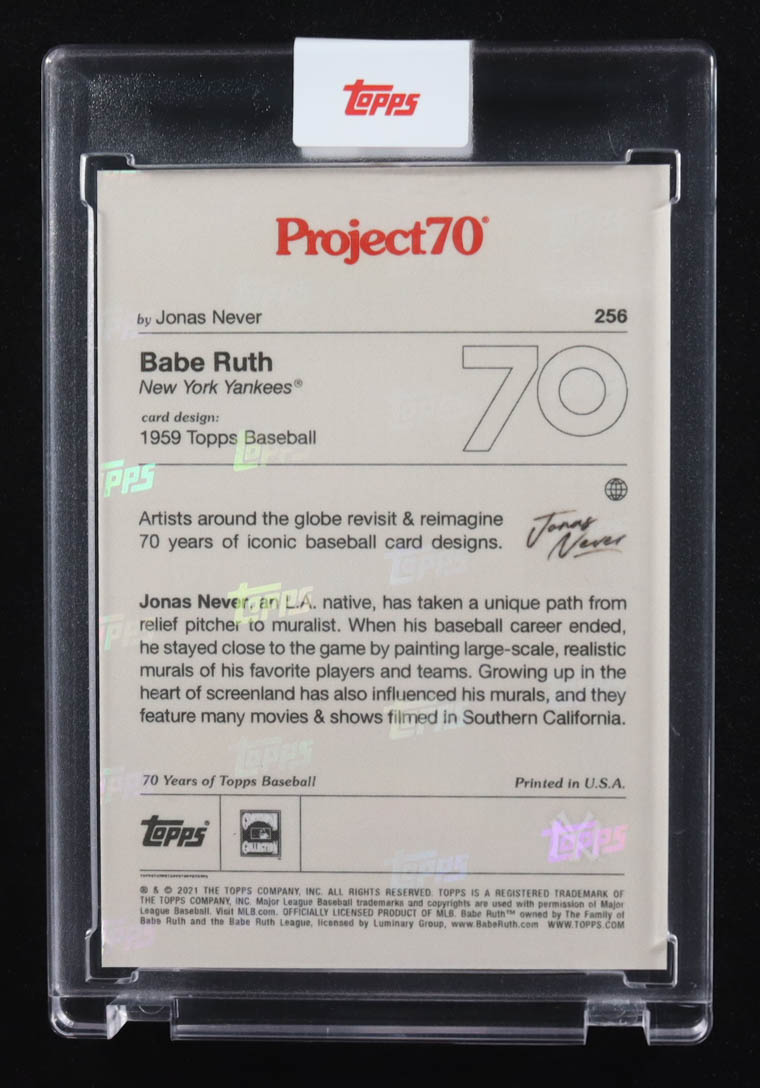 TOPPS
Project70®
by Jonas Never 256
Babe Ruth
New York Yankees®
card design:
1959 Topps Baseball
70
Artists around the globe revisit & reimagine
70 years of iconic baseball card designs.
Jonas Never
Jonas Never, an L.A. native, has taken a unique path from
relief pitcher to muralist. When his baseball career ended,
he stayed close to the game by painting large-scale, realistic
murals of his favorite players and teams. Growing up in the
heart of screenland has also influenced his murals, and they
feature many movies & shows filmed in Southern California.
70 Years of Topps Baseball Printed in U.S.A.
TOPPS®
COLLECTION
TOPPS
® & © 2021 THE TOPPS COMPANY, INC. ALL RIGHTS RESERVED. TOPPS IS A REGISTERED TRADEMARK OF
THE TOPPS COMPANY, INC. Major League Baseball trademarks and copyrights are used with permission of Major
League Baseball. Visit MLB.com. OFFICIALLY LICENSED PRODUCT OF MLB. Babe Ruth™ owned by The Family of
Babe Ruth and the Babe Ruth League, licensed by Luminary Group, www.BabeRuth.com WWW.TOPPS.COM